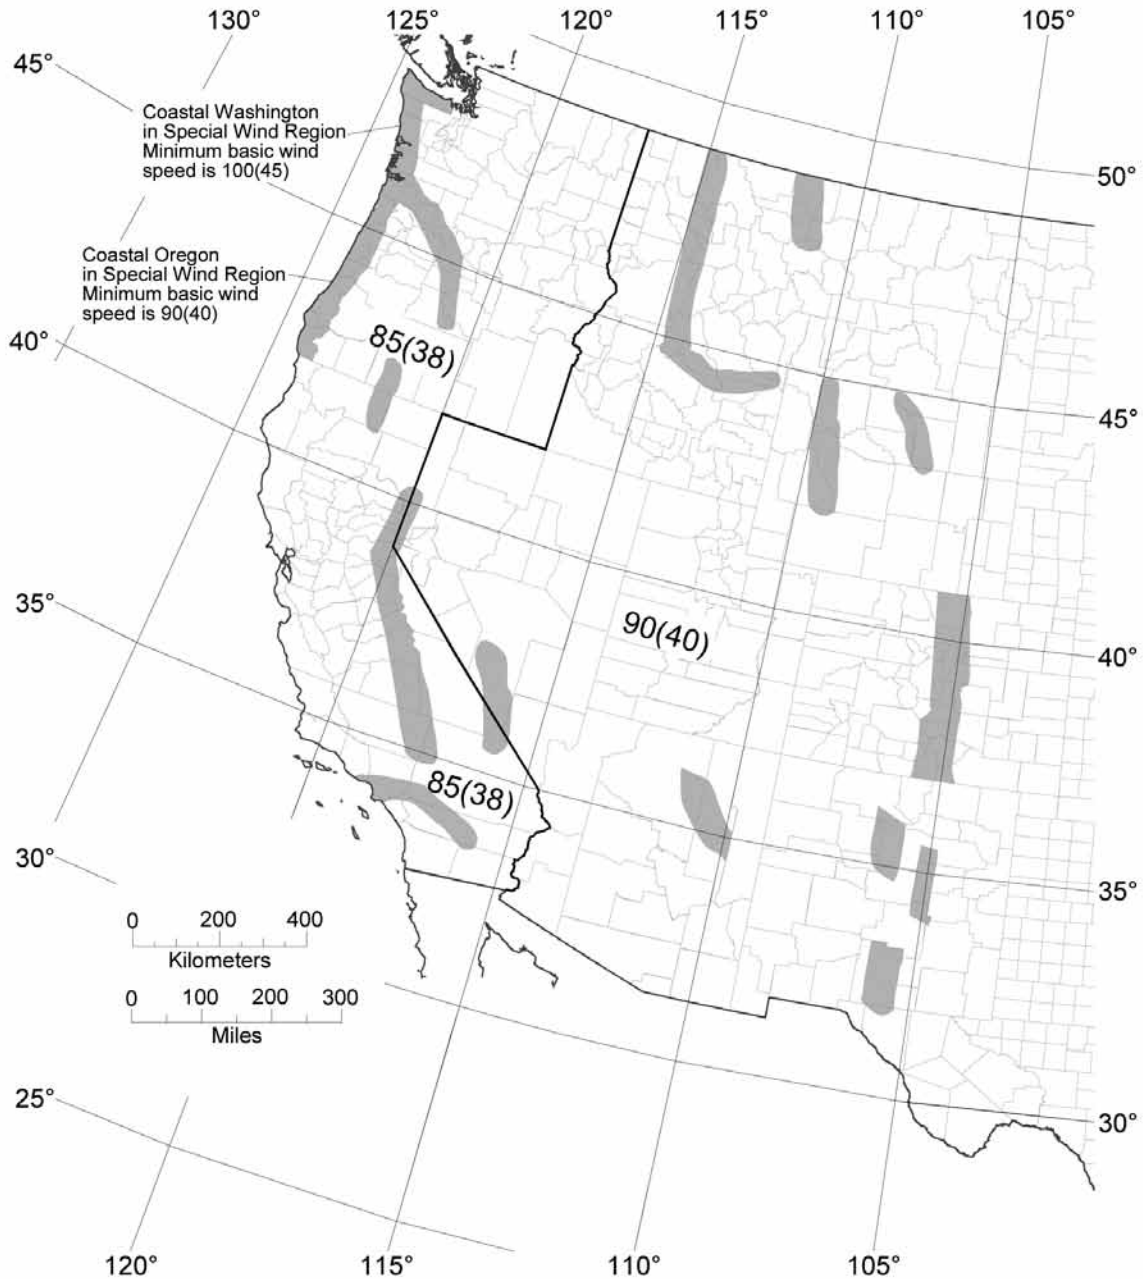 130°
125°
120°
115°
110°
105°
45°
Coastal Washington
in Special Wind Region
Minimum basic wind
speed is 100(45)
50°
Coastal Oregon
in Special Wind Region
Minimum basic wind
speed is 90(40)
40°
85(38)
45°
35°
90(40)
40°
85(38)
30°
35°
0 200 400
Kilometers
0 100 200 300
Miles
25°
30°
120°
115°
110°
105°